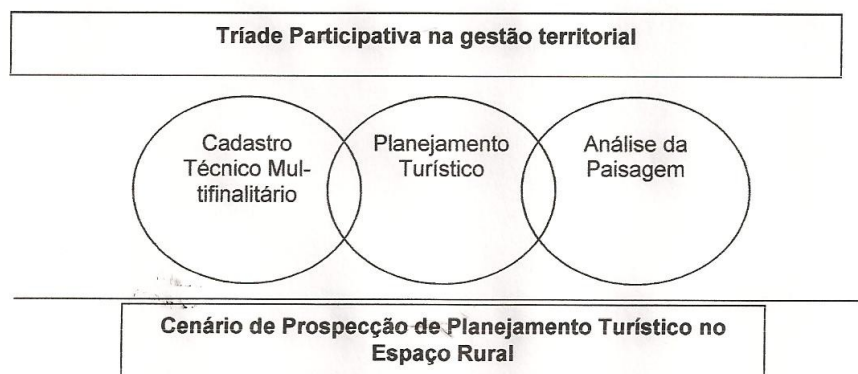 Tríade Participativa na gestão territorial
Cadastro
Técnico Mul-
tifinalitário
Planejamento
Turístico
Análise da
Paisagem
Cenário de Prospecção de Planejamento Turístico no
Espaço Rural